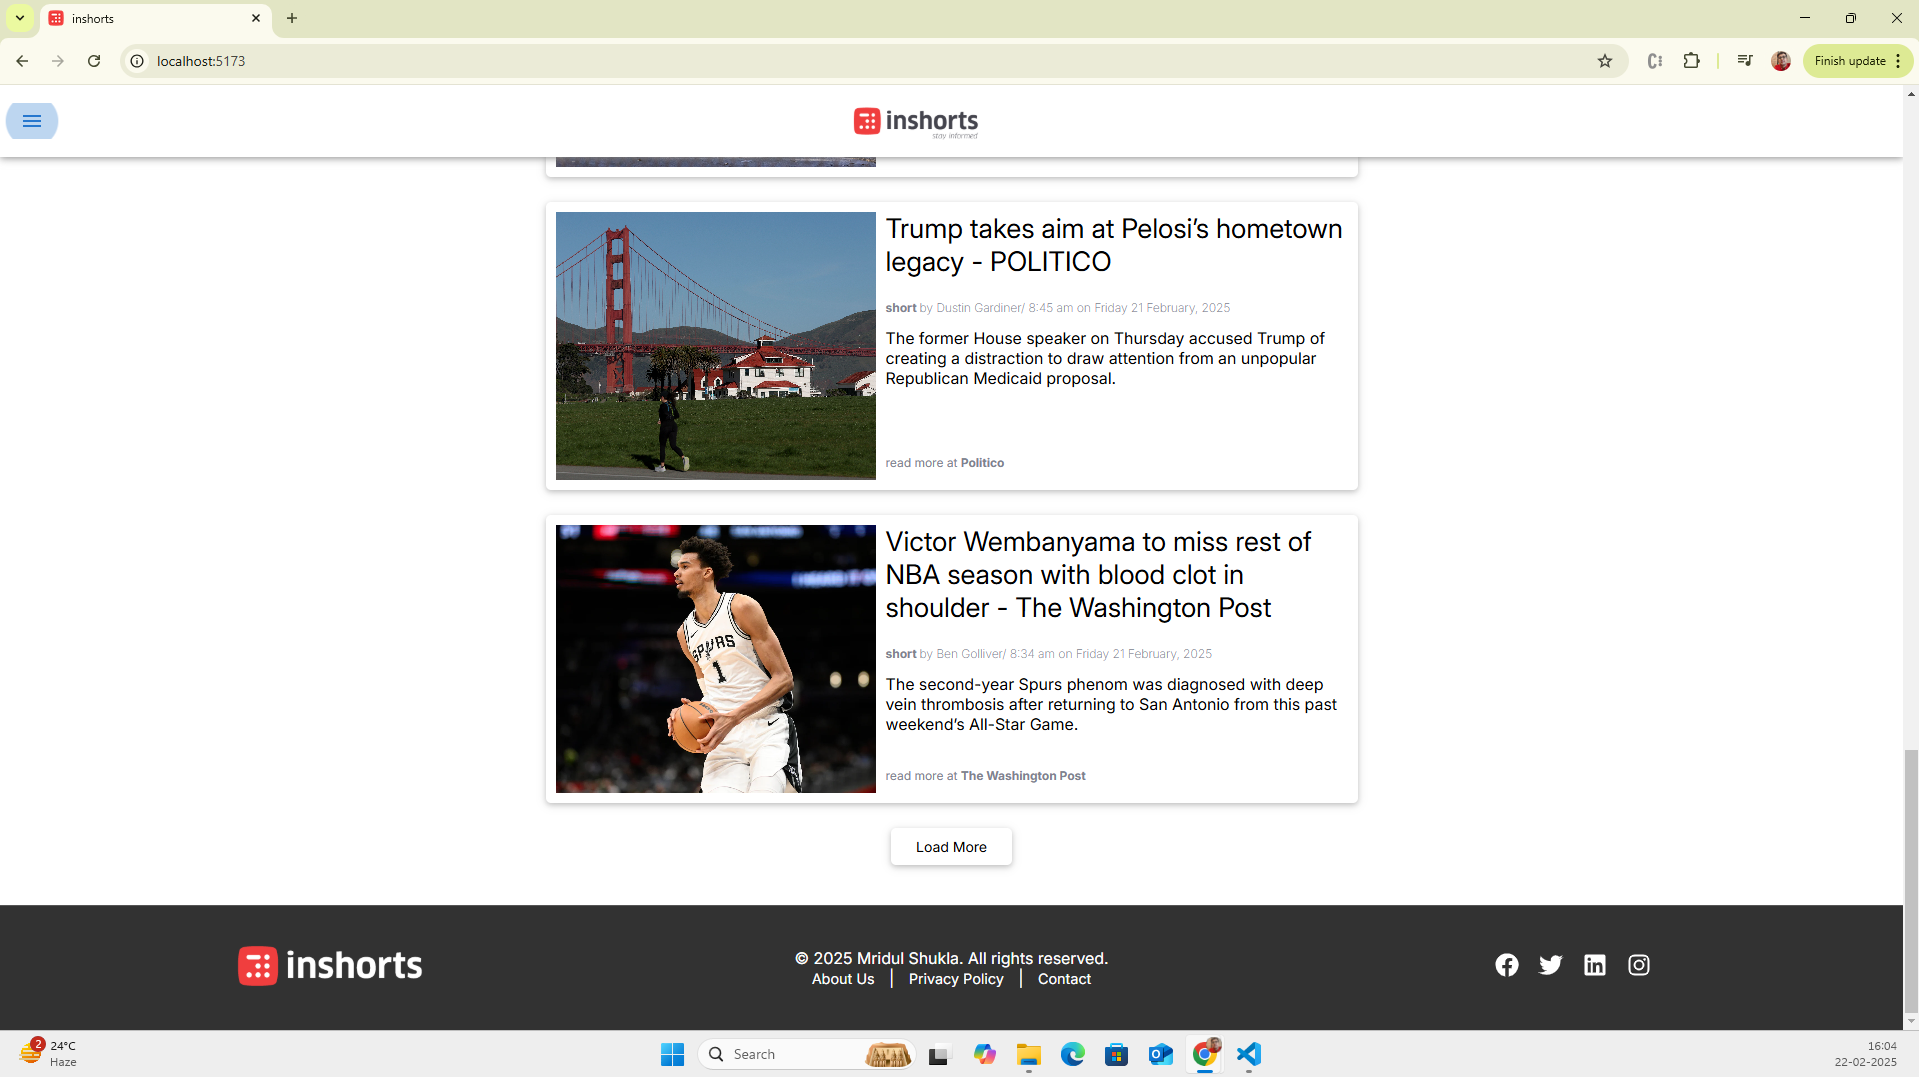 inshorts
localhost:5173
Finish update
inshorts
stay informed
Trump takes aim at Pelosi’s hometown
legacy - POLITICO
short by Dustin Gardiner/ 8:45 am on Friday 21 February, 2025
The former House speaker on Thursday accused Trump of
creating a distraction to draw attention from an unpopular
Republican Medicaid proposal.
read more at Politico
SPURS
1
Victor Wembanyama to miss rest of
NBA season with blood clot in
shoulder - The Washington Post
short by Ben Golliver/ 8:34 am on Friday 21 February, 2025
The second-year Spurs phenom was diagnosed with deep
vein thrombosis after returning to San Antonio from this past
weekend’s All-Star Game.
read more at The Washington Post
Load More
inshorts
© 2025 Mridul Shukla. All rights reserved.
About Us | Privacy Policy | Contact
2
24°C
Haze
Search
16:04
22-02-2025